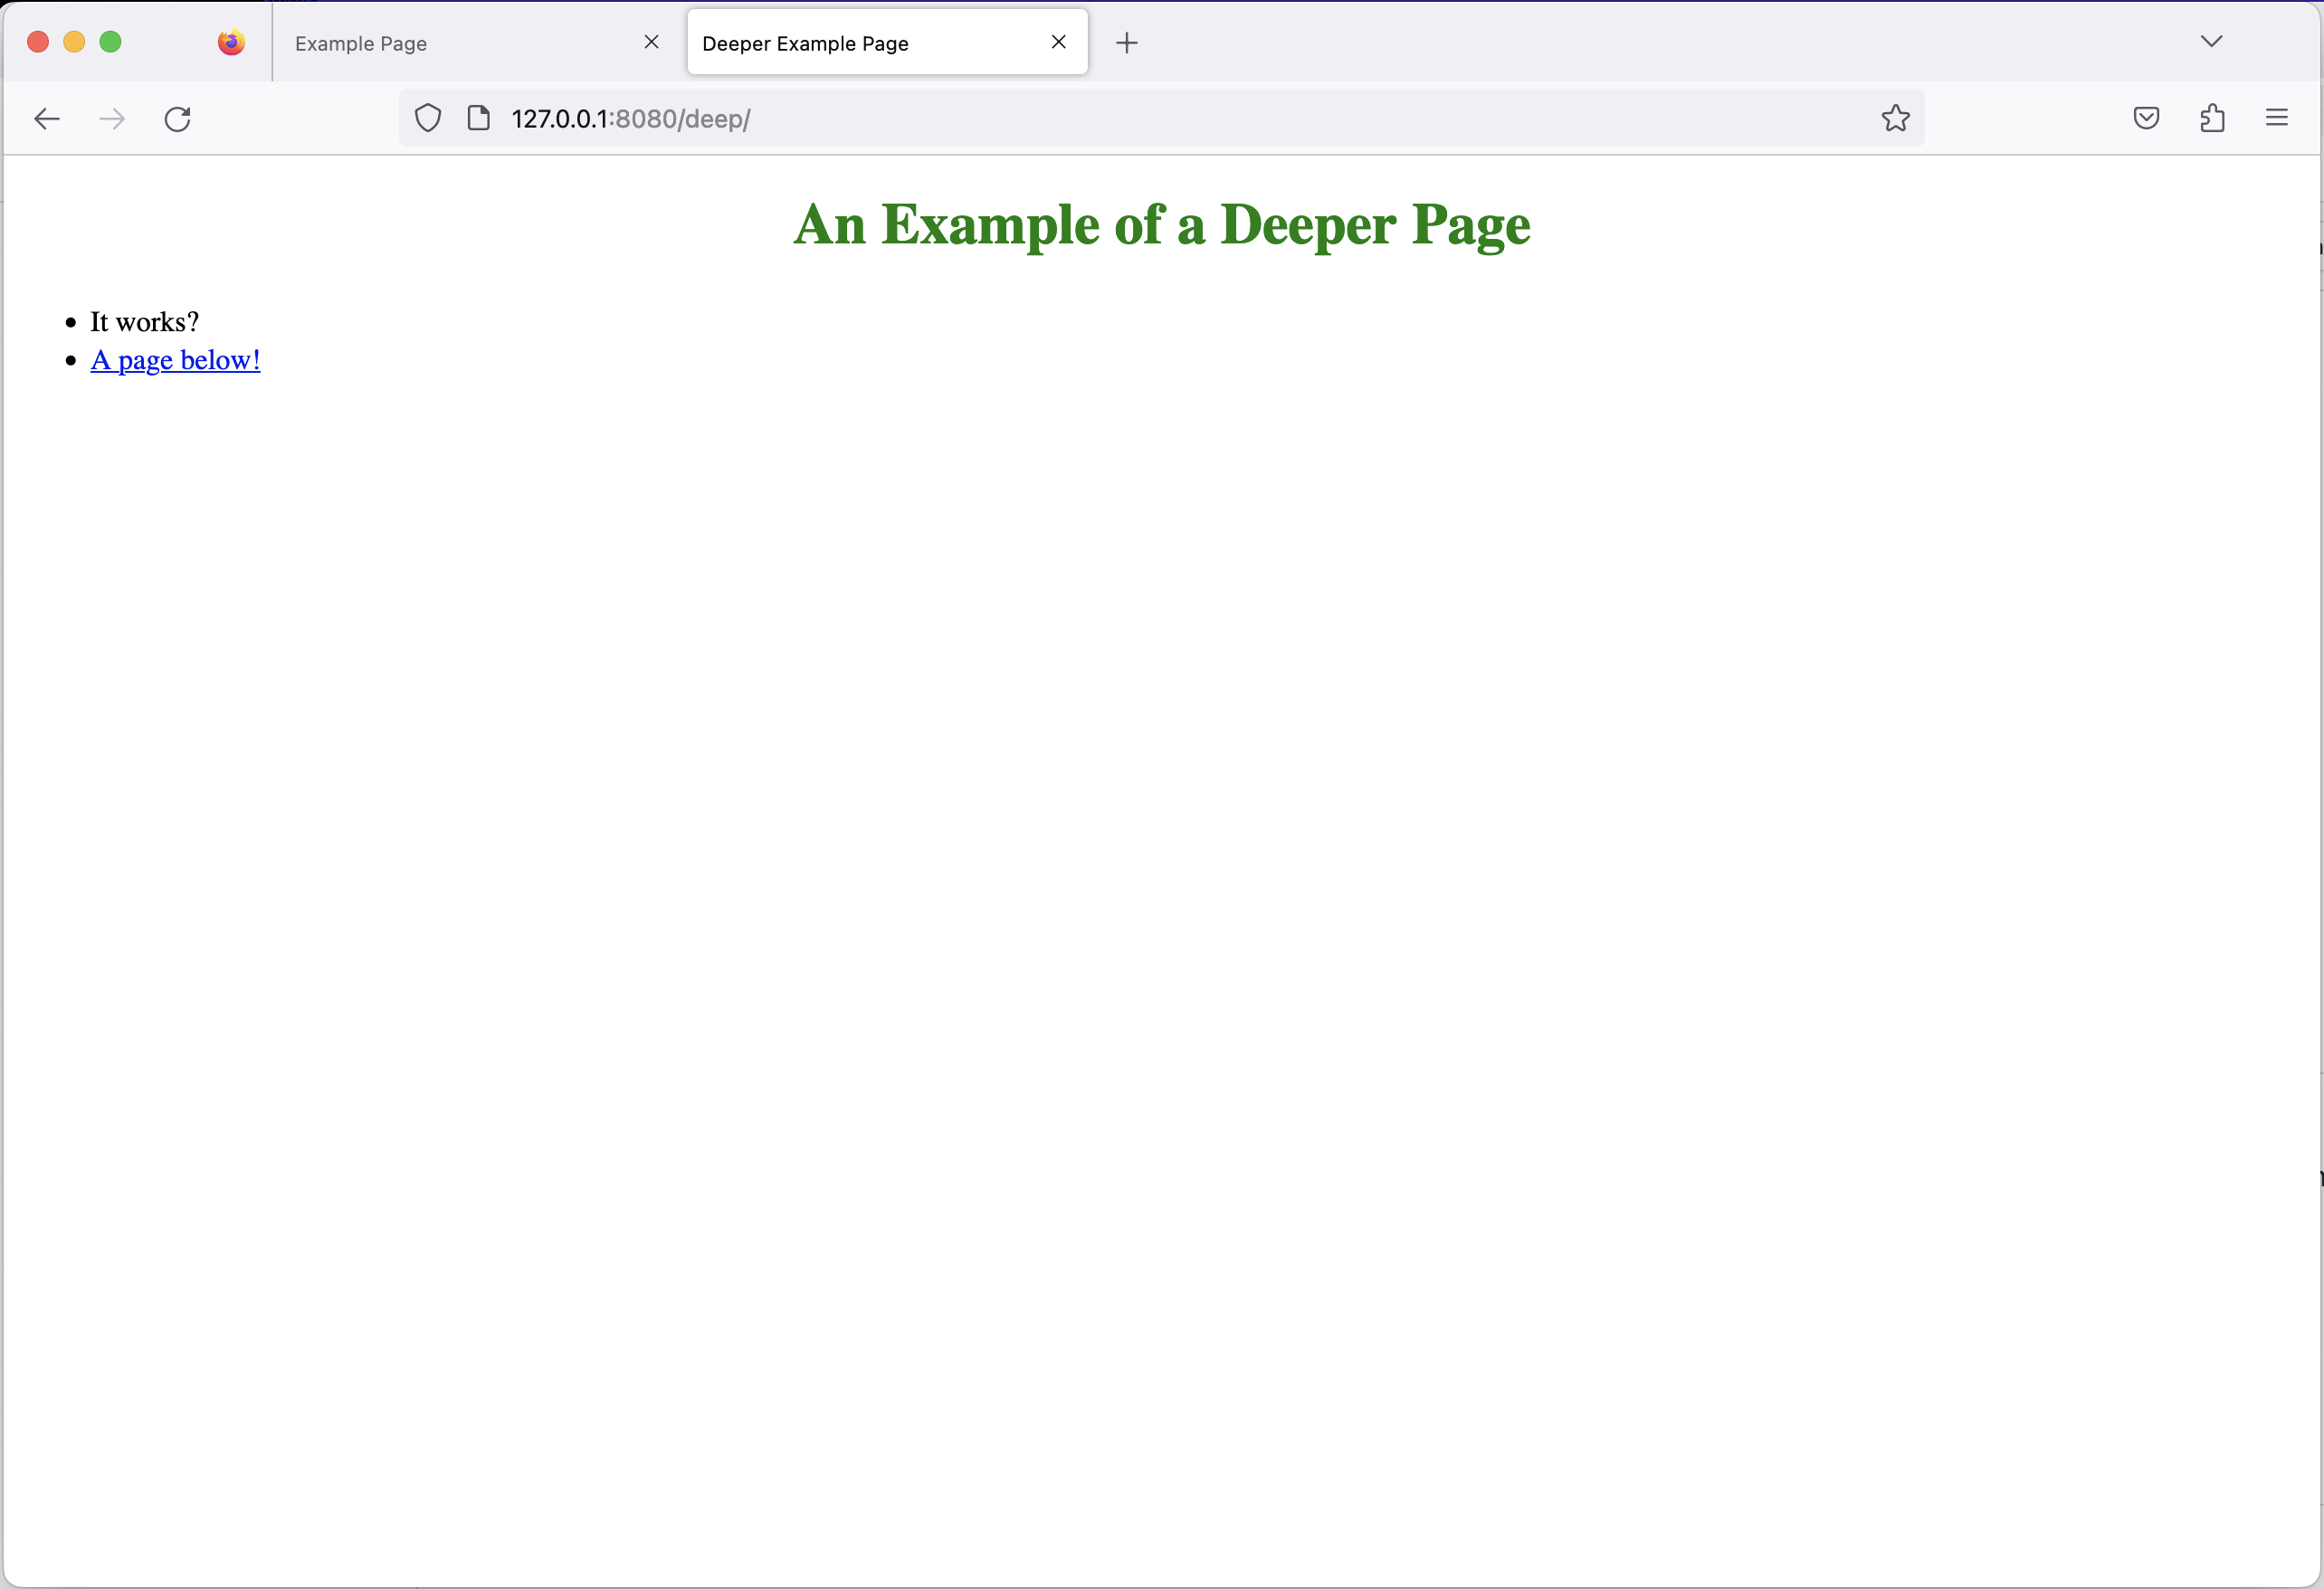 Example Page
Deeper Example Page
127.0.0.1:8080/deep/
An Example of a Deeper Page
It works?
A page below!